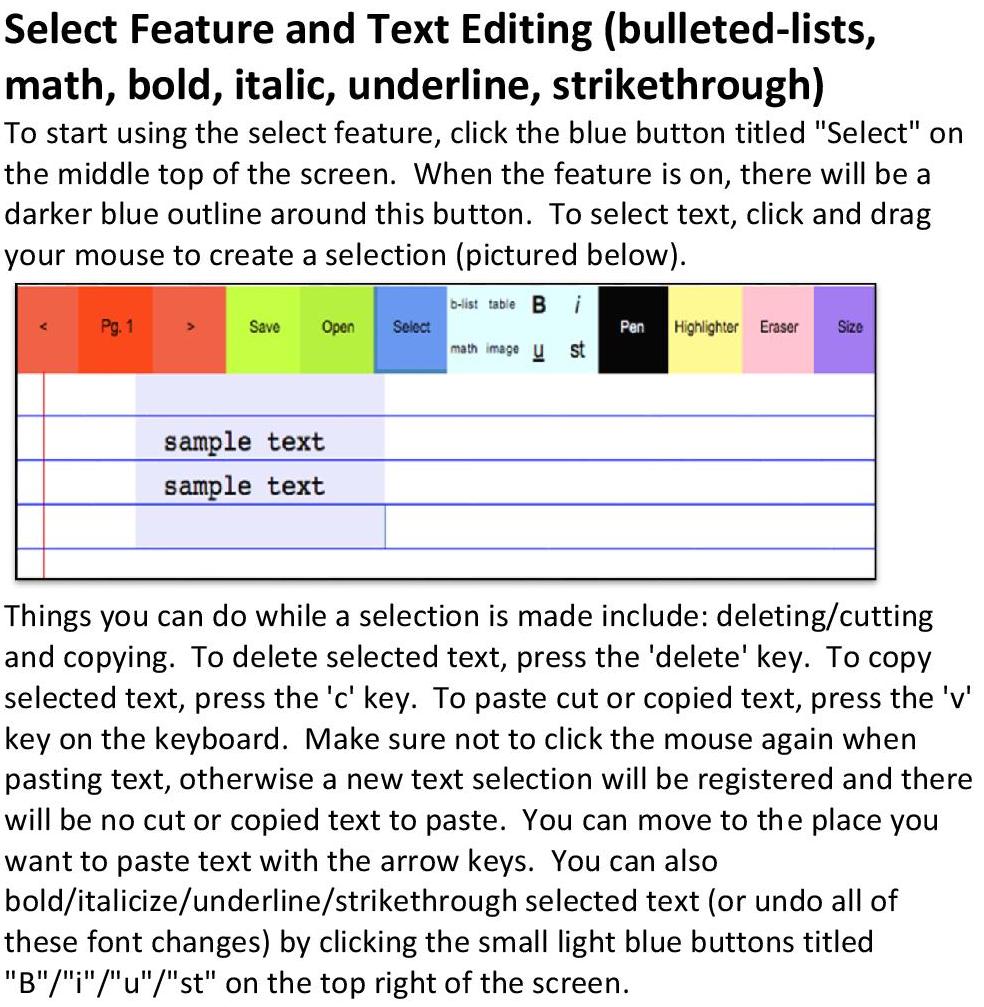 Select Feature and Text Editing (bulleted-lists,
math, bold, italic, underline, strikethrough)
To start using the select feature, click the blue button titled "Select" on
the middle top of the screen.  When the feature is on, there will be a
darker blue outline around this button.  To select text, click and drag
your mouse to create a selection (pictured below).
< Pg. 1 > Save Open Select b-list table B i Pen Highlighter Eraser Size
math image u st
sample text
sample text
Things you can do while a selection is made include: deleting/cutting
and copying.  To delete selected text, press the 'delete' key.  To copy
selected text, press the 'c' key.  To paste cut or copied text, press the 'v'
key on the keyboard.  Make sure not to click the mouse again when
pasting text, otherwise a new text selection will be registered and there
will be no cut or copied text to paste.  You can move to the place you
want to paste text with the arrow keys.  You can also
bold/italicize/underline/strikethrough selected text (or undo all of
these font changes) by clicking the small light blue buttons titled
"B"/"i"/"u"/"st" on the top right of the screen.